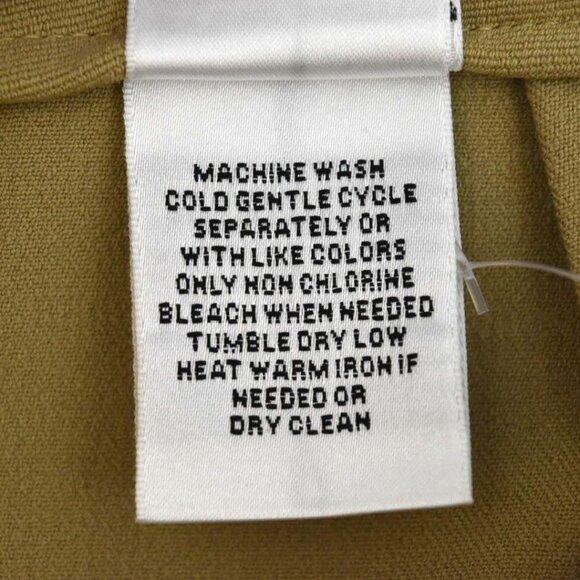 MACHINE WASH
COLD GENTLE CYCLE
SEPARATELY OR
WITH LIKE COLORS
ONLY NON CHLORINE
BLEACH WHEN NEEDED
TUMBLE DRY LOW
HEAT WARM IRON IF
NEEDED OR
DRY CLEAN